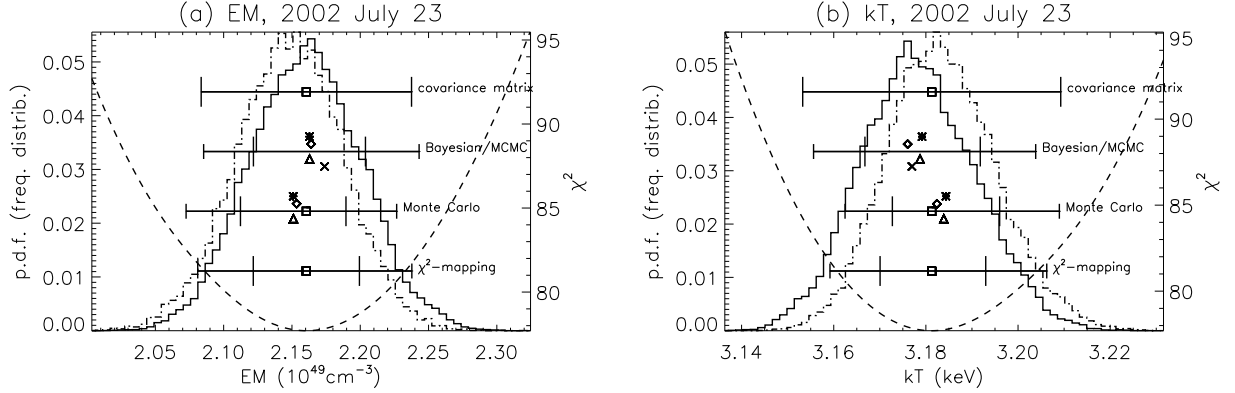 (a) EM, 2002 July 23
p.d.f. (freq. distrib.)
0.05
0.04
0.03
0.02
0.01
0.00
covariance matrix
Bayesian/MCMC
Monte Carlo
χ²-mapping
95
90
85
80
χ²
2.05 2.10 2.15 2.20 2.25 2.30
EM (10⁴⁹cm⁻³)
(b) kT, 2002 July 23
p.d.f. (freq. distrib.)
0.05
0.04
0.03
0.02
0.01
0.00
covariance matrix
Bayesian/MCMC
Monte Carlo
χ²-mapping
95
90
85
80
χ²
3.14 3.16 3.18 3.20 3.22
kT (keV)